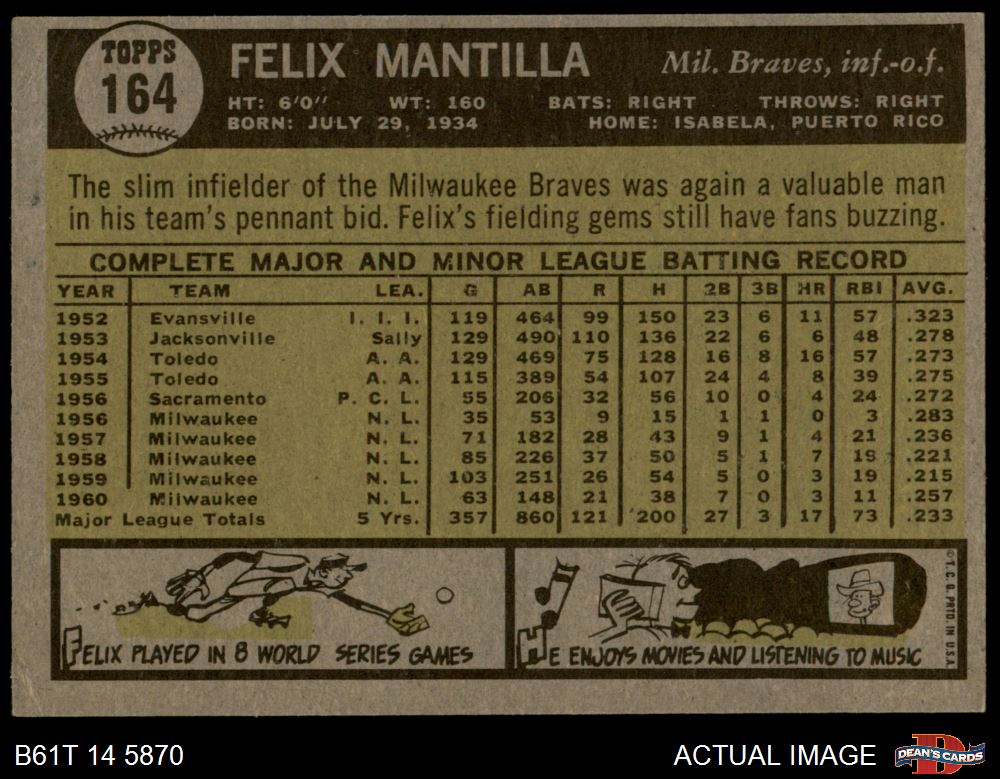 TOPPS
164
FELIX MANTILLA Mil. Braves, inf.-o.f.
HT: 6'0" WT: 160 BATS: RIGHT THROWS: RIGHT
BORN: JULY 29, 1934 HOME: ISABELA, PUERTO RICO
The slim infielder of the Milwaukee Braves was again a valuable man
in his team's pennant bid. Felix's fielding gems still have fans buzzing.
COMPLETE MAJOR AND MINOR LEAGUE BATTING RECORD
YEAR TEAM LEA. G AB R H 2B 3B HR RBI AVG.
1952 Evansville I. I. I. 119 464 99 150 23 6 11 57 .323
1953 Jacksonville Sally 129 490 110 136 22 6 6 48 .278
1954 Toledo A. A. 129 469 75 128 16 8 16 57 .273
1955 Toledo A. A. 115 389 54 107 24 4 8 39 .275
1956 Sacramento P. C. L. 55 206 32 56 10 0 4 24 .272
1956 Milwaukee N. L. 35 53 9 15 1 1 0 3 .283
1957 Milwaukee N. L. 71 182 28 43 9 1 4 21 .236
1958 Milwaukee N. L. 85 226 37 50 5 1 7 19 .221
1959 Milwaukee N. L. 103 251 26 54 5 0 3 19 .215
1960 Milwaukee N. L. 63 148 21 38 7 0 3 11 .257
Major League Totals 5 Yrs. 357 860 121 200 27 3 17 73 .233
FELIX PLAYED IN 8 WORLD SERIES GAMES
HE ENJOYS MOVIES AND LISTENING TO MUSIC
© T. C. G. PRTD. IN U.S.A.
B61T 14 5870 ACTUAL IMAGE DEAN'S CARDS